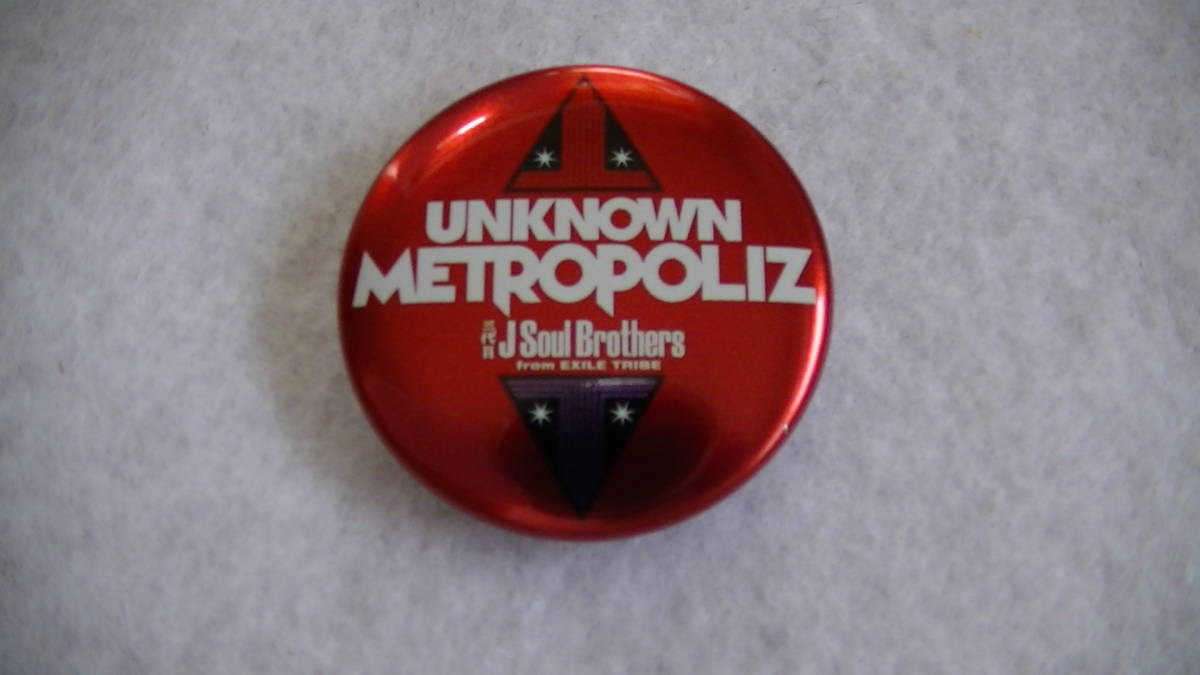 UNKNOWN
METROPOLIZ
三代目 J Soul Brothers
from EXILE TRIBE